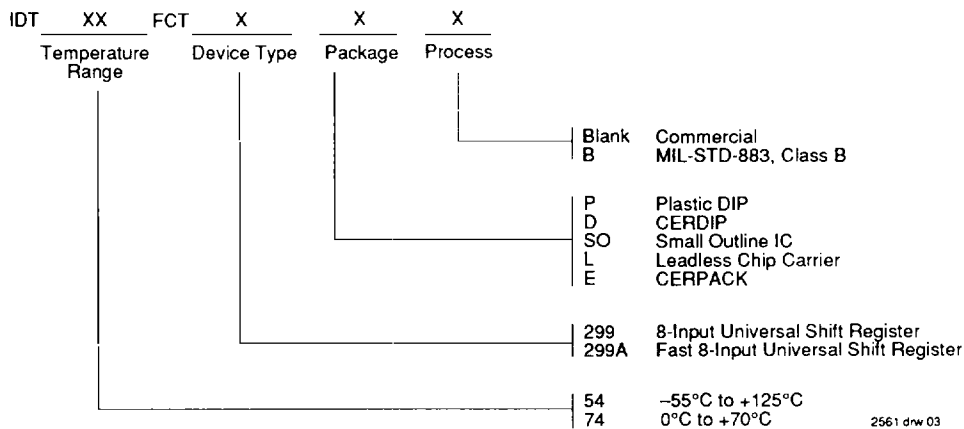 IDT XX FCT X X X
Temperature Range Device Type Package Process
Blank Commercial
B MIL-STD-883, Class B
P Plastic DIP
D CERDIP
SO Small Outline IC
L Leadless Chip Carrier
E CERPACK
299 8-Input Universal Shift Register
299A Fast 8-Input Universal Shift Register
54 –55°C to +125°C
74 0°C to +70°C
2561 drw 03